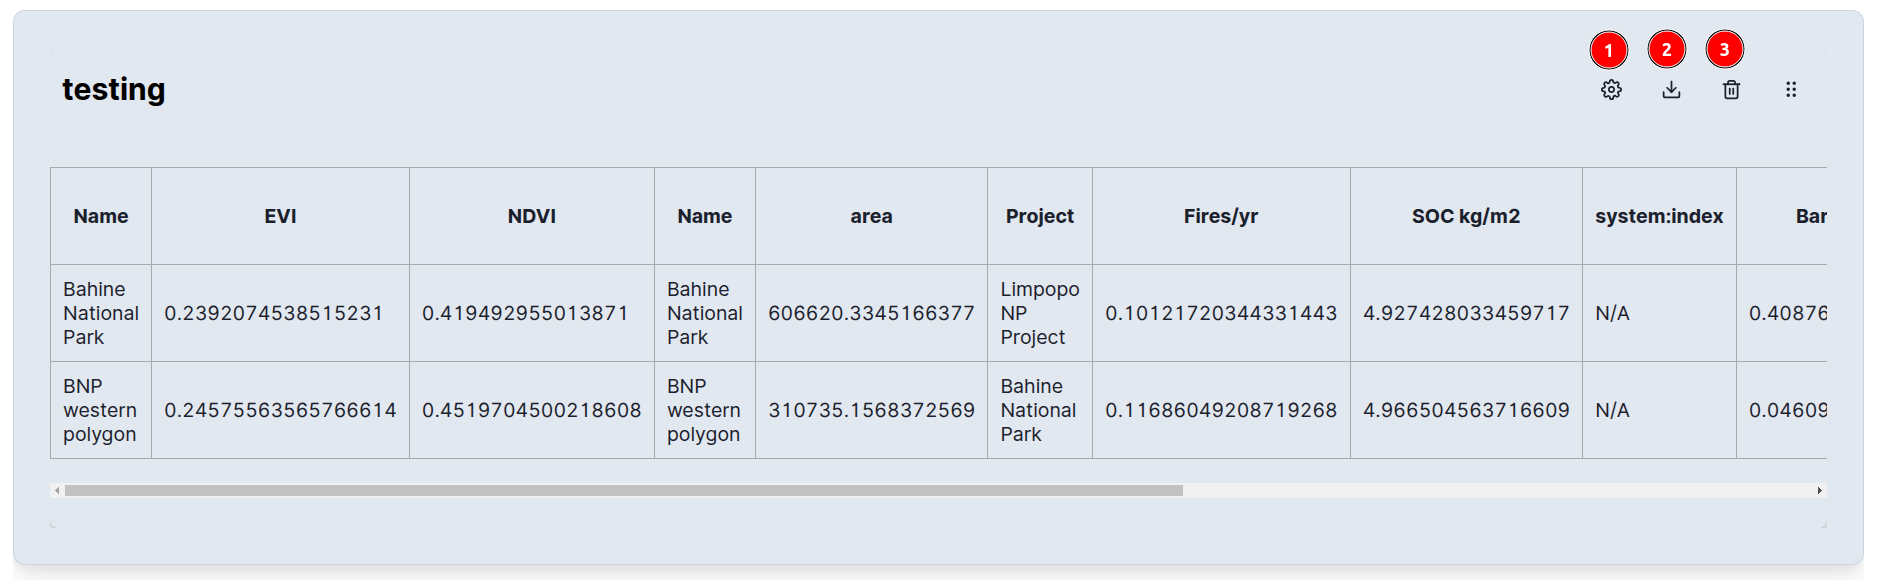 1 2 3
testing
Name EVI NDVI Name area Project Fires/yr SOC kg/m2 system:index Bar
Bahine National Park 0.2392074538515231 0.419492955013871 Bahine National Park 606620.3345166377 Limpopo NP Project 0.10121720344331443 4.927428033459717 N/A 0.40876
BNP western polygon 0.24575563565766614 0.4519704500218608 BNP western polygon 310735.1568372569 Bahine National Park 0.11686049208719268 4.966504563716609 N/A 0.04609